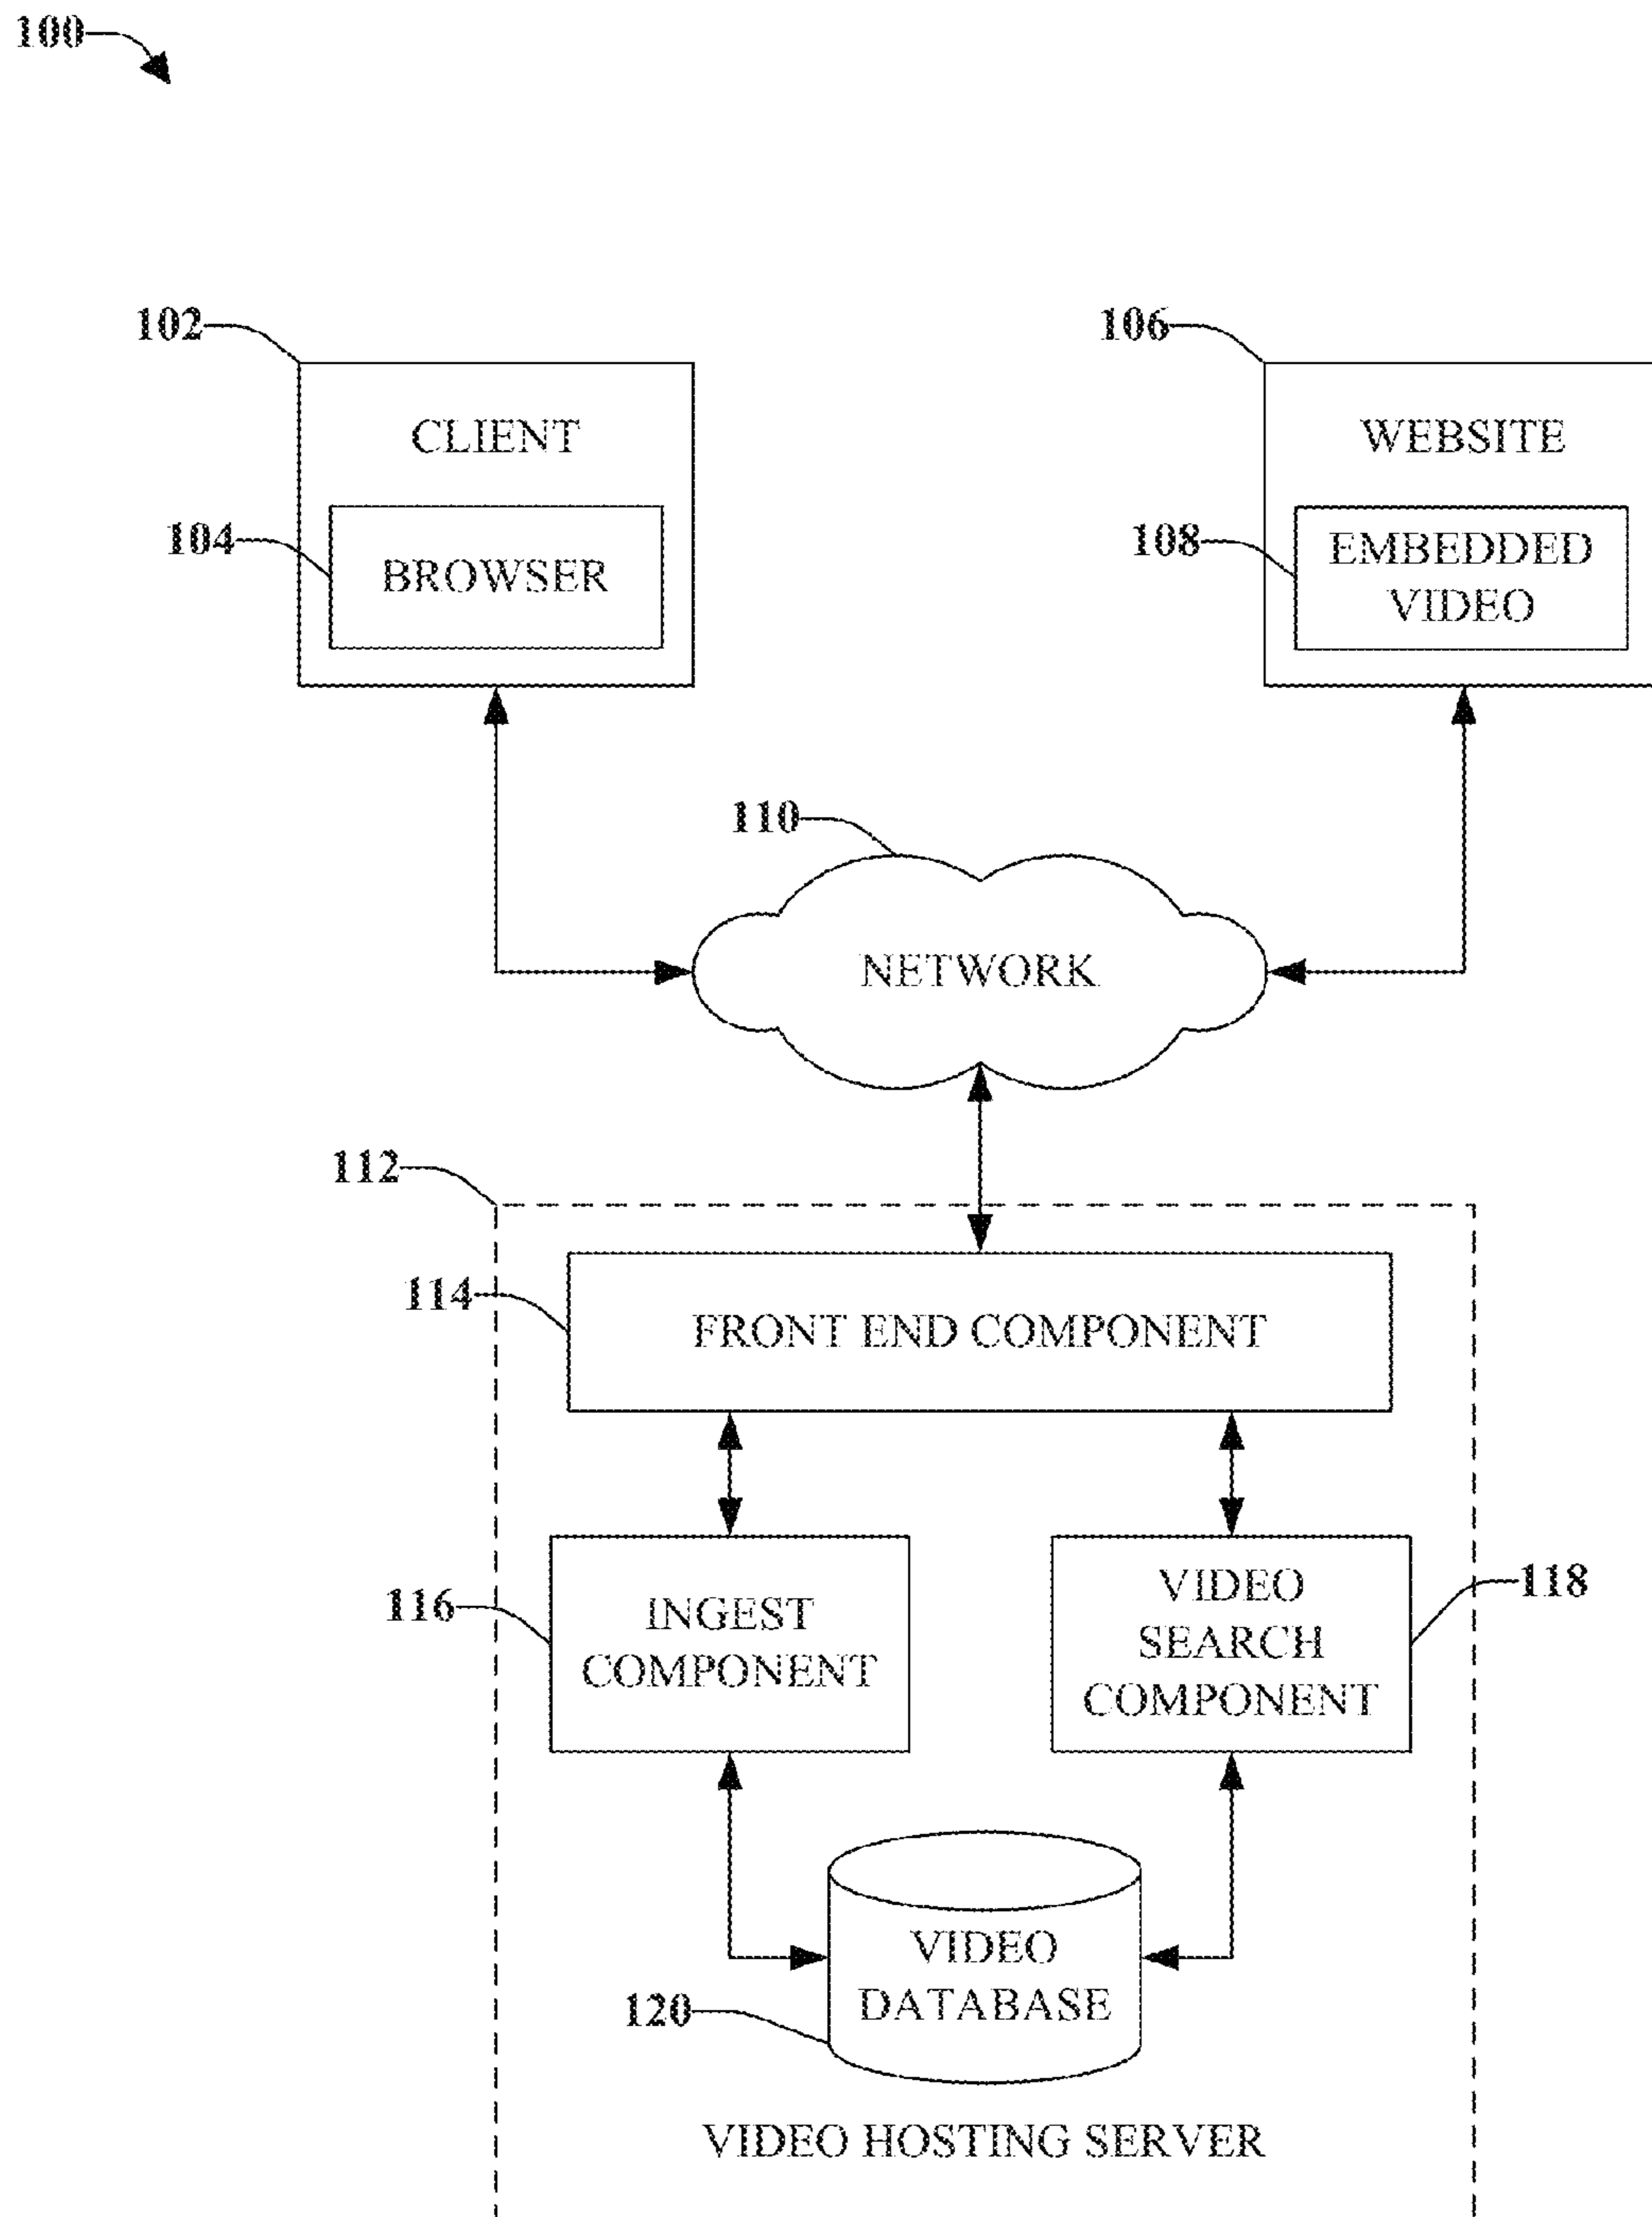 100
102
106
CLIENT
WEBSITE
104
BROWSER
108
EMBEDDED
VIDEO
110
NETWORK
112
114
FRONT END COMPONENT
116
INGEST
COMPONENT
VIDEO
SEARCH
COMPONENT
118
VIDEO
DATABASE
120
VIDEO HOSTING SERVER